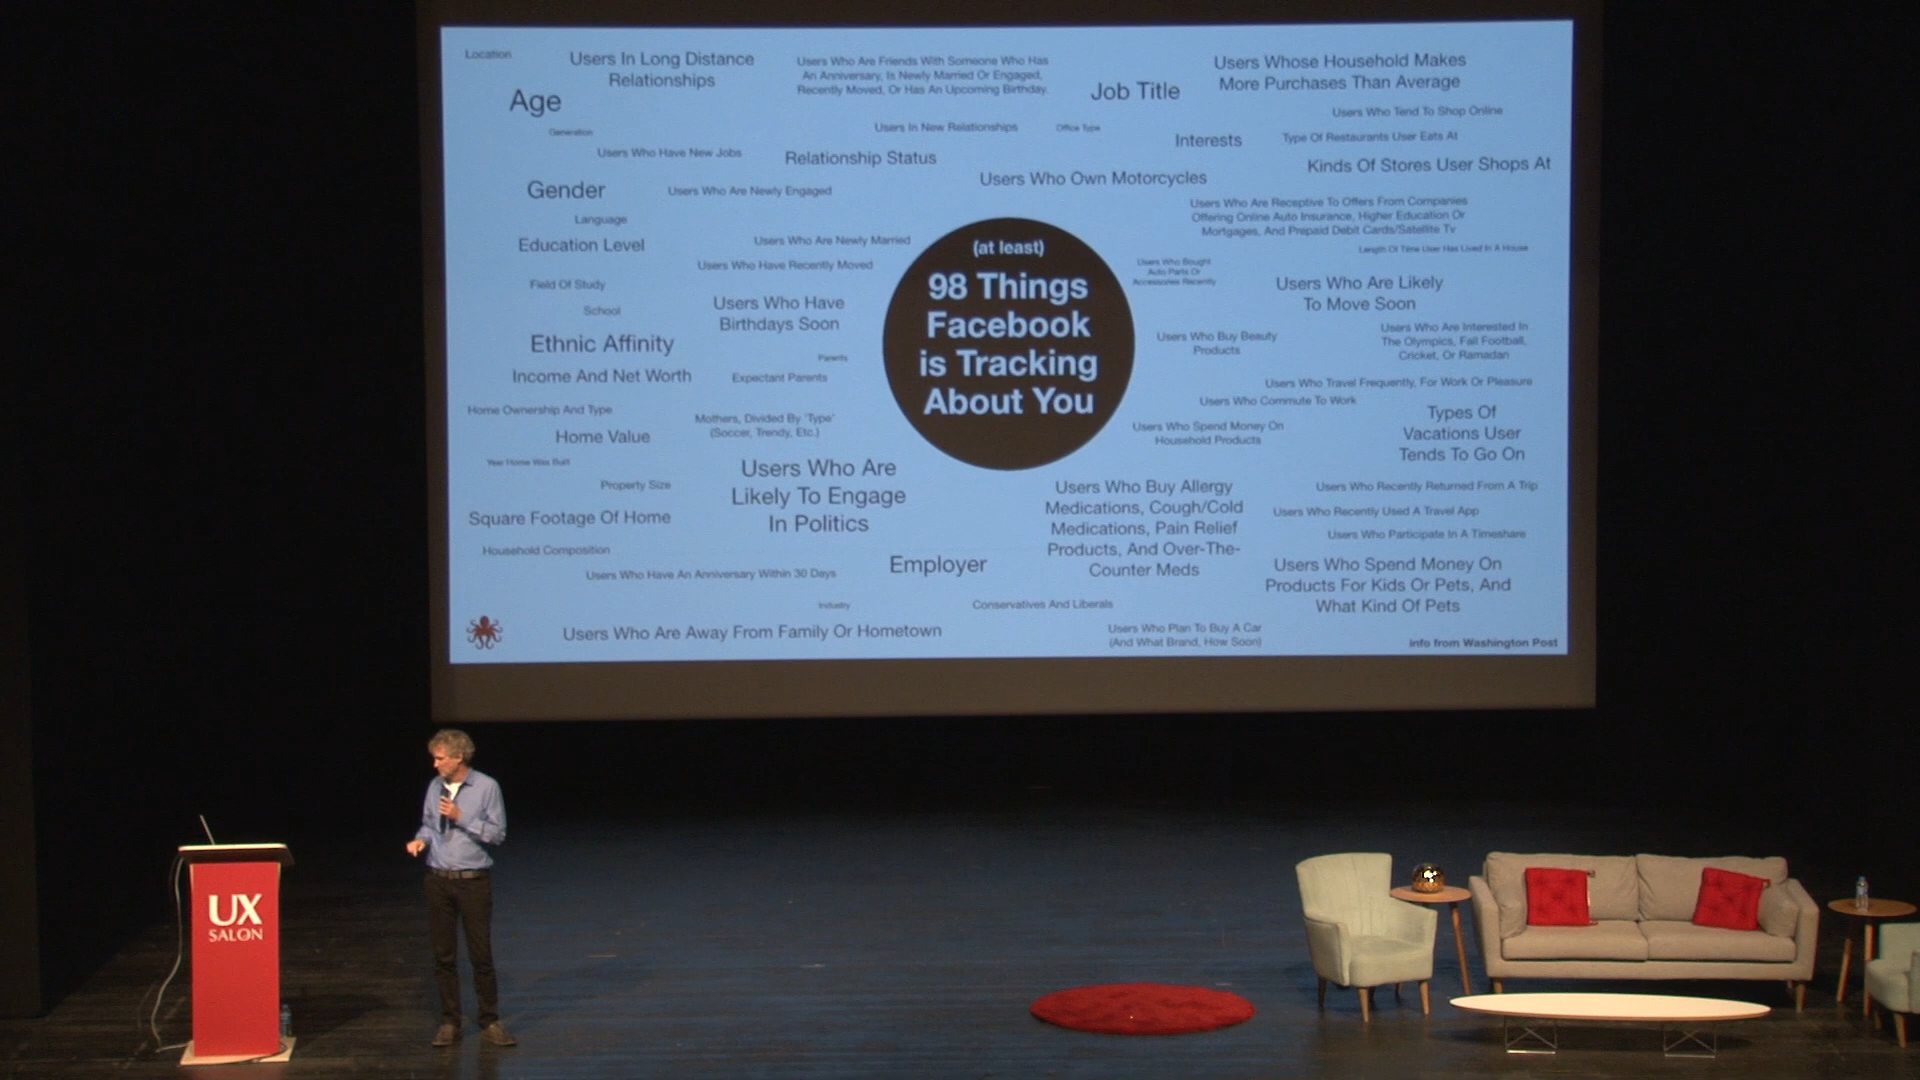 Location
Users In Long Distance
Relationships
Users Who Are Friends With Someone Who Has
An Anniversary, Is Newly Married Or Engaged,
Recently Moved, Or Has An Upcoming Birthday.
Job Title
Users Whose Household Makes
More Purchases Than Average
Age
Generation
Users In New Relationships
Office Type
Users Who Tend To Shop Online
Users Who Have New Jobs
Relationship Status
Interests
Type Of Restaurants User Eats At
Kinds Of Stores User Shops At
Gender
Users Who Are Newly Engaged
Users Who Own Motorcycles
Language
Users Who Are Receptive To Offers From Companies
Offering Online Auto Insurance, Higher Education Or
Mortgages, And Prepaid Debit Cards/Satellite Tv
Education Level
Users Who Are Newly Married
Length Of Time User Has Lived In A House
Users Who Have Recently Moved
(at least)
98 Things
Facebook
is Tracking
About You
Users Who Bought
Auto Parts Or
Accessories Recently
Users Who Are Likely
To Move Soon
Field Of Study
School
Users Who Have
Birthdays Soon
Ethnic Affinity
Parents
Users Who Buy Beauty
Products
Users Who Are Interested In
The Olympics, Fall Football,
Cricket, Or Ramadan
Income And Net Worth
Expectant Parents
Users Who Travel Frequently, For Work Or Pleasure
Users Who Commute To Work
Home Ownership And Type
Mothers, Divided By 'Type'
(Soccer, Trendy, Etc.)
Home Value
Users Who Spend Money On
Household Products
Types Of
Vacations User
Tends To Go On
Year Home Was Built
Property Size
Users Who Are
Likely To Engage
In Politics
Users Who Buy Allergy
Medications, Cough/Cold
Medications, Pain Relief
Products, And Over-The-
Counter Meds
Users Who Recently Returned From A Trip
Users Who Recently Used A Travel App
Users Who Participate In A Timeshare
Square Footage Of Home
Household Composition
Users Who Have An Anniversary Within 30 Days
Employer
Users Who Spend Money On
Products For Kids Or Pets, And
What Kind Of Pets
Industry
Conservatives And Liberals
Users Who Are Away From Family Or Hometown
Users Who Plan To Buy A Car
(And What Brand, How Soon)
info from Washington Post
UX
SALON